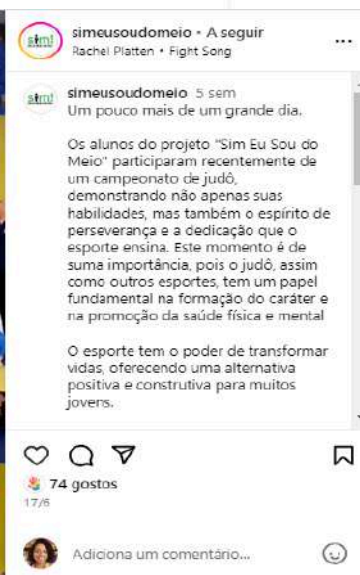 simeusoudomeio • A seguir
Rachel Platten • Fight Song
sim!
sim!
simeusoudomeio 5 sem
Um pouco mais de um grande dia.
Os alunos do projeto "Sim Eu Sou do
Meio" participaram recentemente de
um campeonato de judô,
demonstrando não apenas suas
habilidades, mas também o espírito de
perseverança e a dedicação que o
esporte ensina. Este momento é de
suma importância, pois o judô, assim
como outros esportes, tem um papel
fundamental na formação do caráter e
na promoção da saúde física e mental
O esporte tem o poder de transformar
vidas, oferecendo uma alternativa
positiva e construtiva para muitos
jovens.
74 gostos
17/6
Adiciona um comentário...